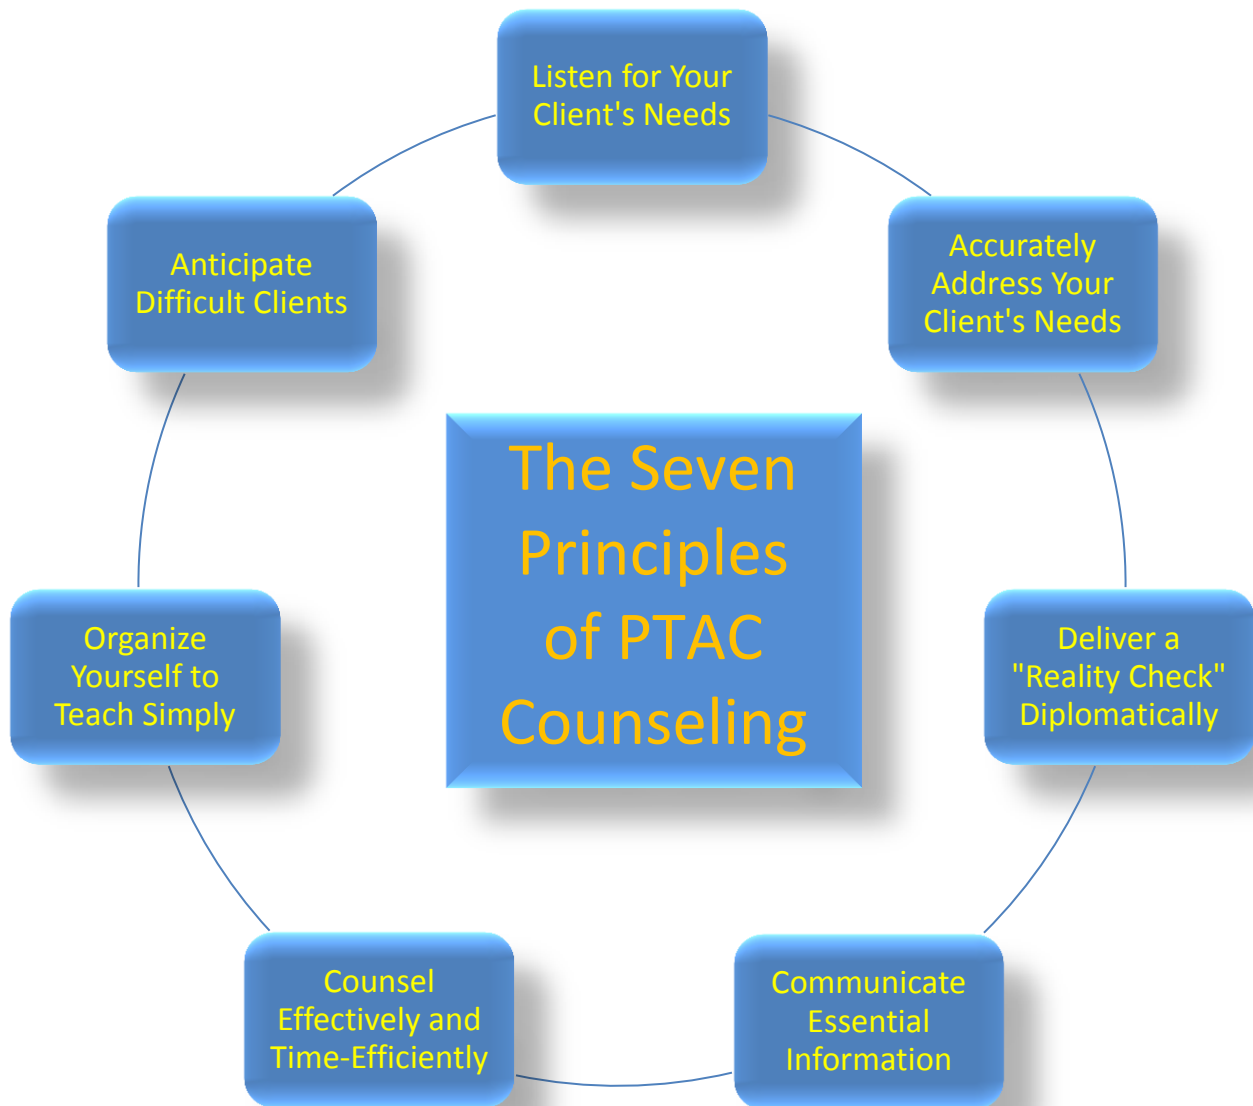 Listen for Your
Client's Needs
Accurately
Address Your
Client's Needs
Deliver a
"Reality Check"
Diplomatically
Communicate
Essential
Information
Counsel
Effectively and
Time-Efficiently
Organize
Yourself to
Teach Simply
Anticipate
Difficult Clients
The Seven
Principles
of PTAC
Counseling